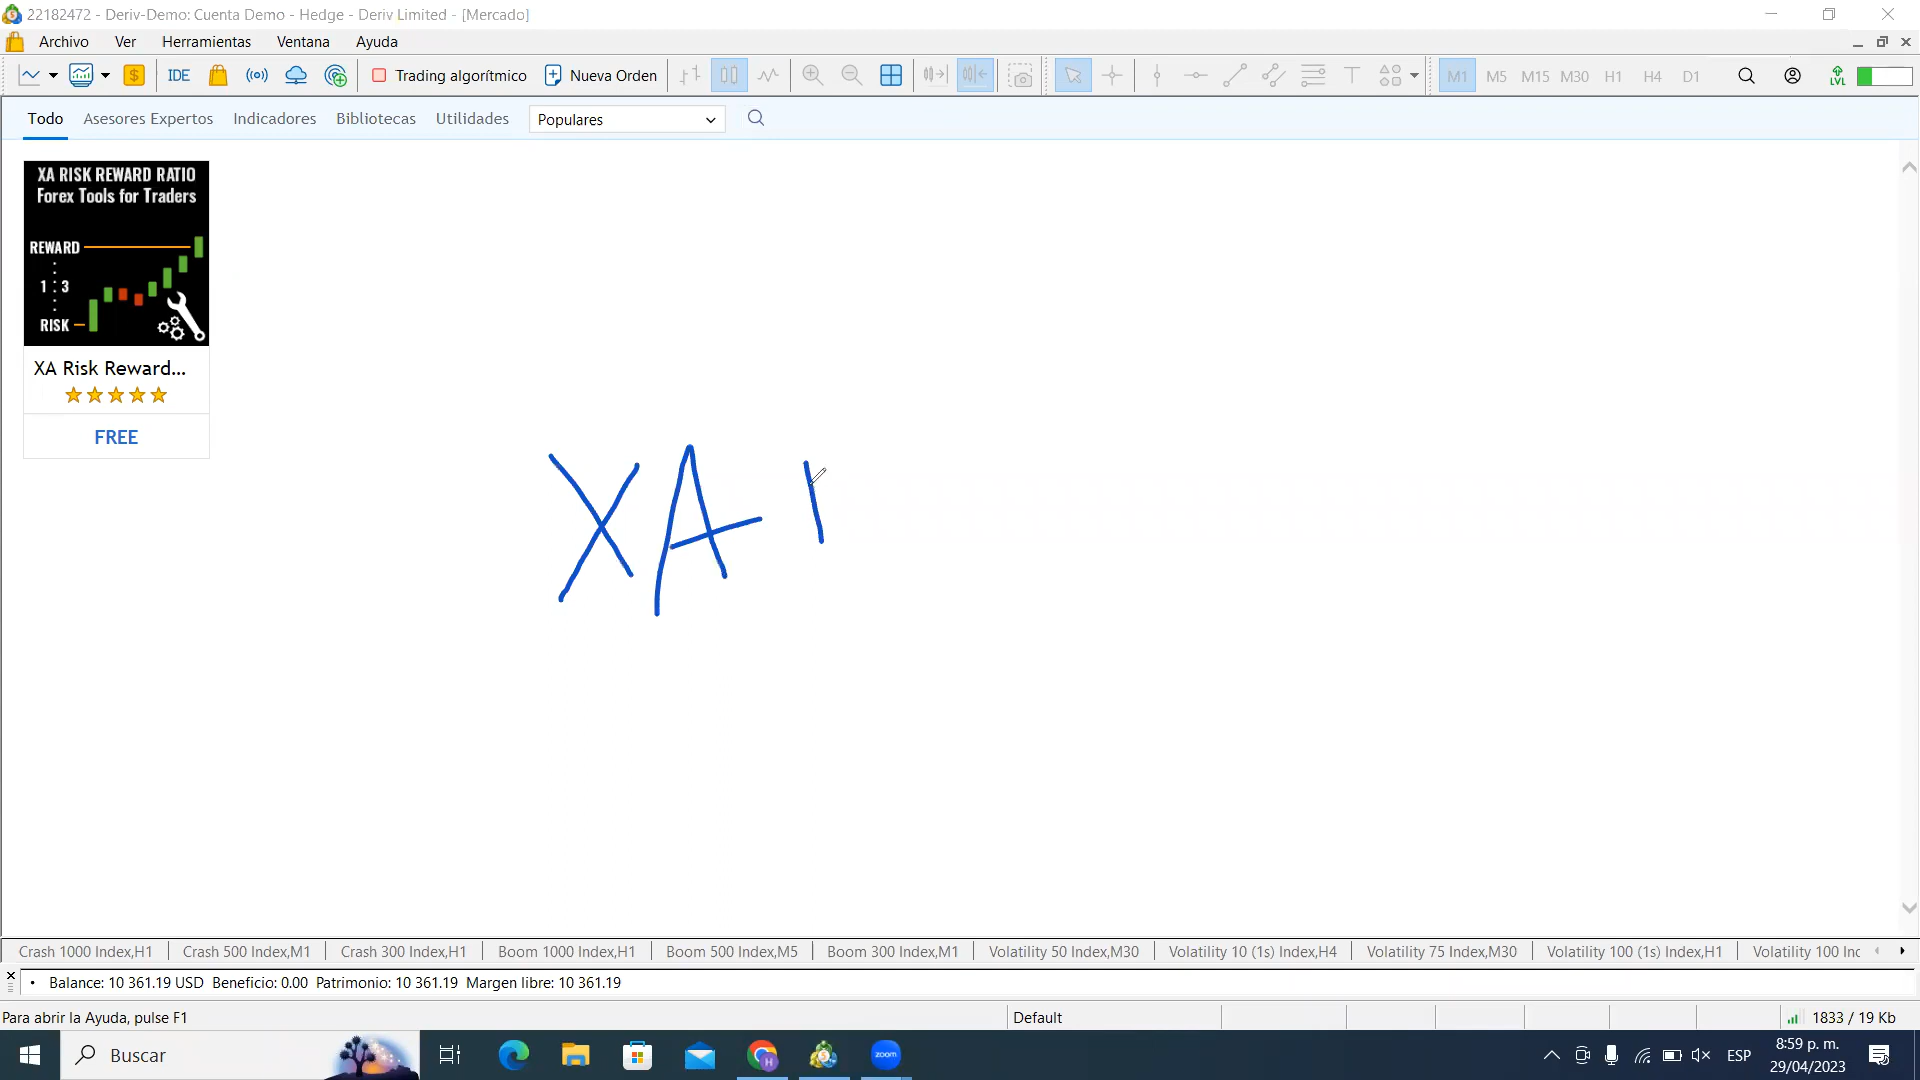 22182472 - Deriv-Demo: Cuenta Demo - Hedge - Deriv Limited - [Mercado]
Archivo Ver Herramientas Ventana Ayuda
IDE Trading algorítmico Nueva Orden M1 M5 M15 M30 H1 H4 D1 LVL
Todo Asesores Expertos Indicadores Bibliotecas Utilidades Populares
XA RISK REWARD RATIO
Forex Tools for Traders
REWARD
1 : 3
RISK
XA Risk Reward...
FREE
XA
Crash 1000 Index,H1 Crash 500 Index,M1 Crash 300 Index,H1 Boom 1000 Index,H1 Boom 500 Index,M5 Boom 300 Index,M1 Volatility 50 Index,M30 Volatility 10 (1s) Index,H4 Volatility 75 Index,M30 Volatility 100 (1s) Index,H1 Volatility 100 Inc
Balance: 10 361.19 USD Beneficio: 0.00 Patrimonio: 10 361.19 Margen libre: 10 361.19
Para abrir la Ayuda, pulse F1 Default 1833 / 19 Kb
Buscar zoom ESP 8:59 p. m.
29/04/2023